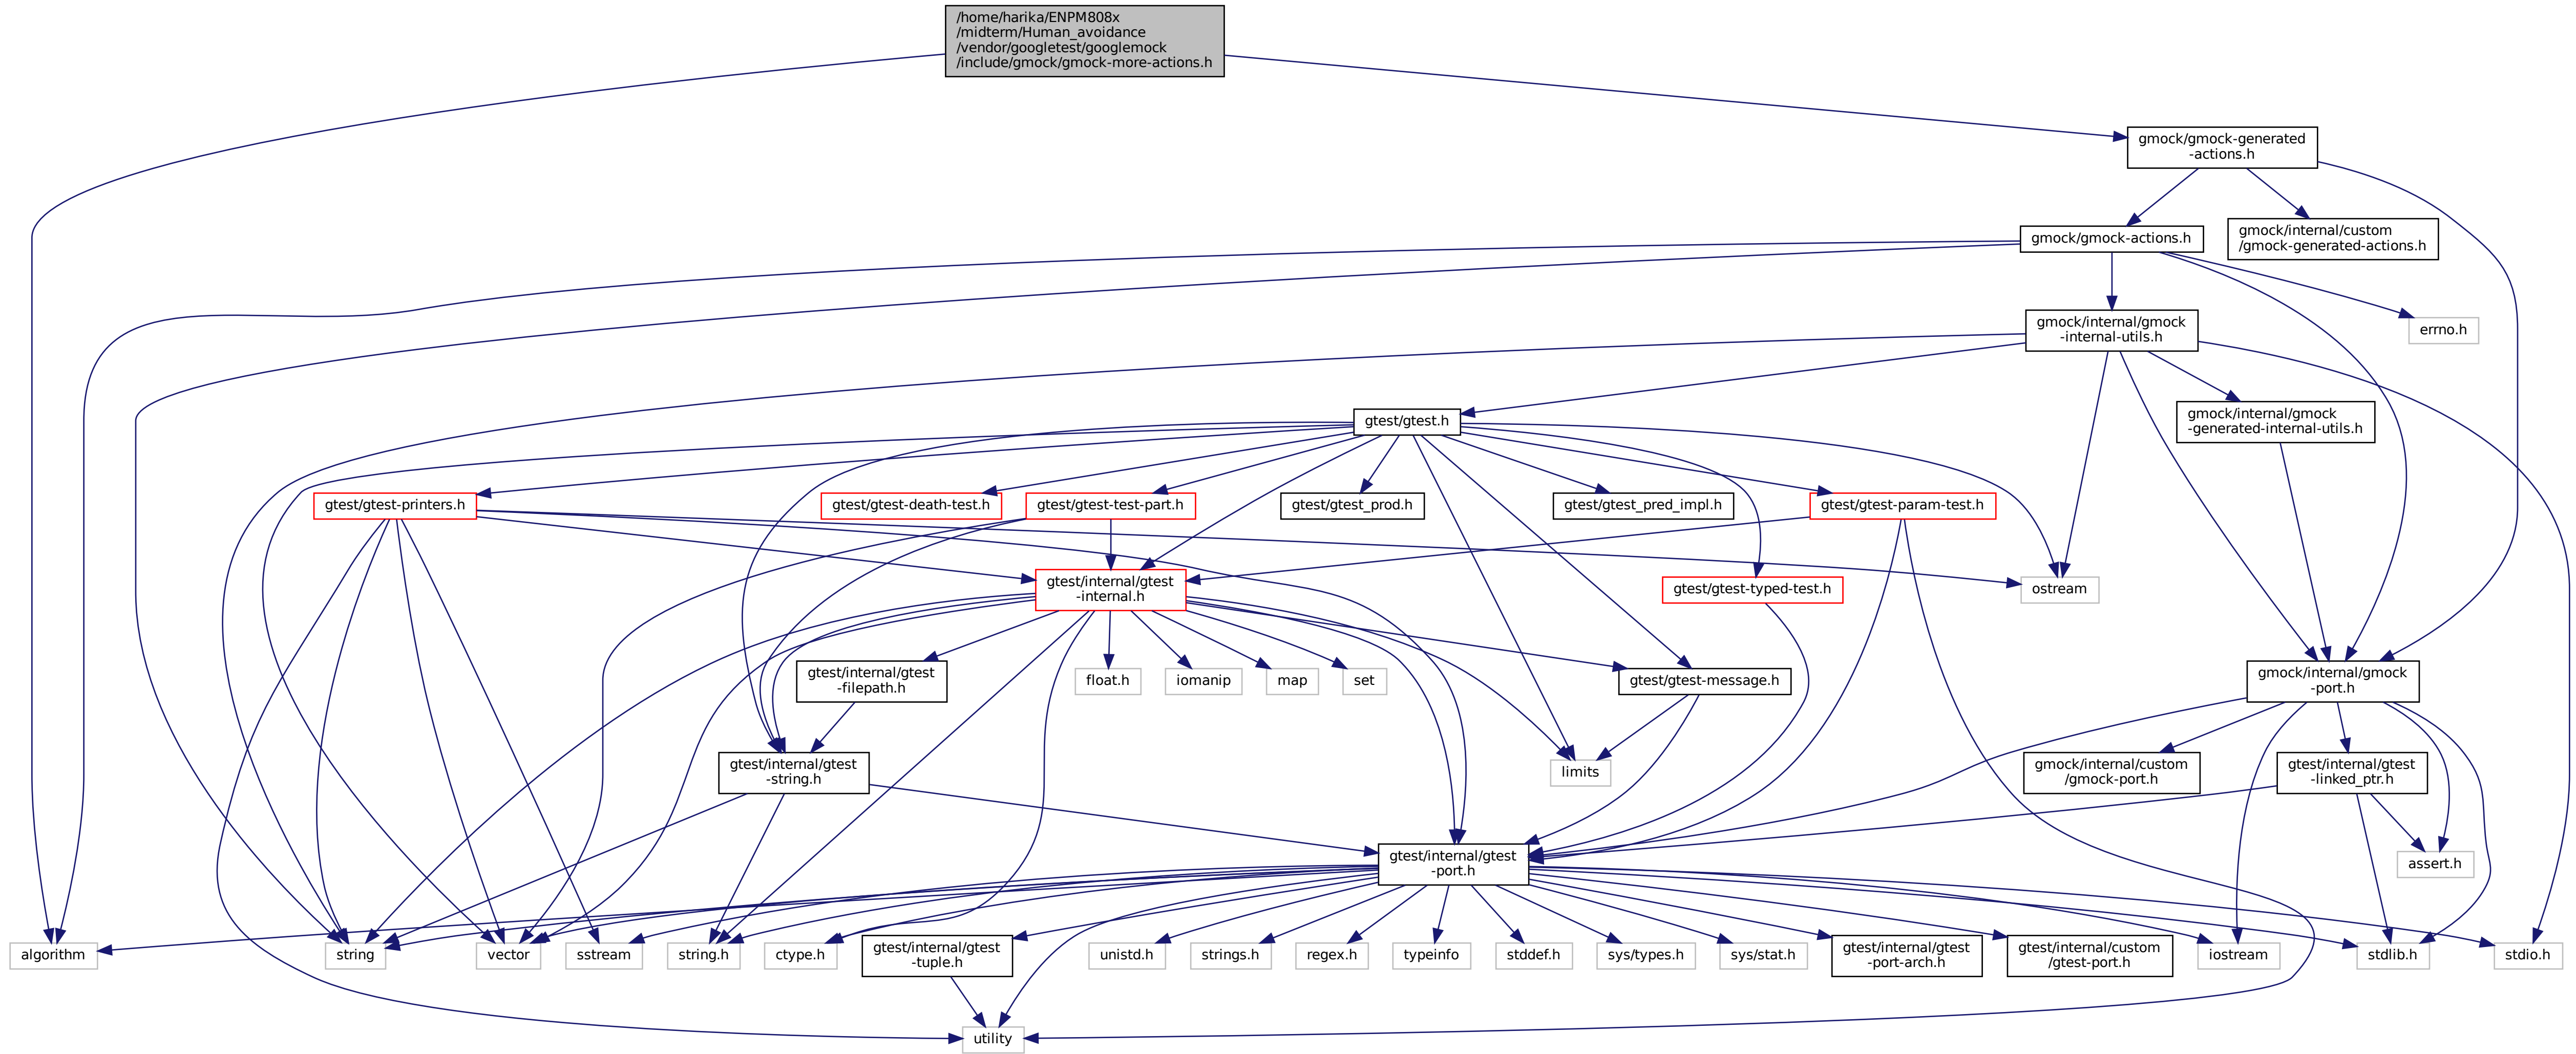 /home/harika/ENPM808x
/midterm/Human_avoidance
/vendor/googletest/googlemock
/include/gmock/gmock-more-actions.h
gmock/gmock-generated
-actions.h
gmock/gmock-actions.h
gmock/internal/custom
/gmock-generated-actions.h
gmock/internal/gmock
-internal-utils.h
errno.h
gtest/gtest.h
gmock/internal/gmock
-generated-internal-utils.h
gtest/gtest-printers.h
gtest/gtest-death-test.h
gtest/gtest-test-part.h
gtest/gtest_prod.h
gtest/gtest_pred_impl.h
gtest/gtest-param-test.h
gtest/internal/gtest
-internal.h
gtest/gtest-typed-test.h
ostream
gtest/internal/gtest
-filepath.h
float.h
iomanip
map
set
gtest/gtest-message.h
gmock/internal/gmock
-port.h
gtest/internal/gtest
-string.h
limits
gmock/internal/custom
/gmock-port.h
gtest/internal/gtest
-linked_ptr.h
gtest/internal/gtest
-port.h
assert.h
algorithm
string
vector
sstream
string.h
ctype.h
gtest/internal/gtest
-tuple.h
unistd.h
strings.h
regex.h
typeinfo
stddef.h
sys/types.h
sys/stat.h
gtest/internal/gtest
-port-arch.h
gtest/internal/custom
/gtest-port.h
iostream
stdlib.h
stdio.h
utility